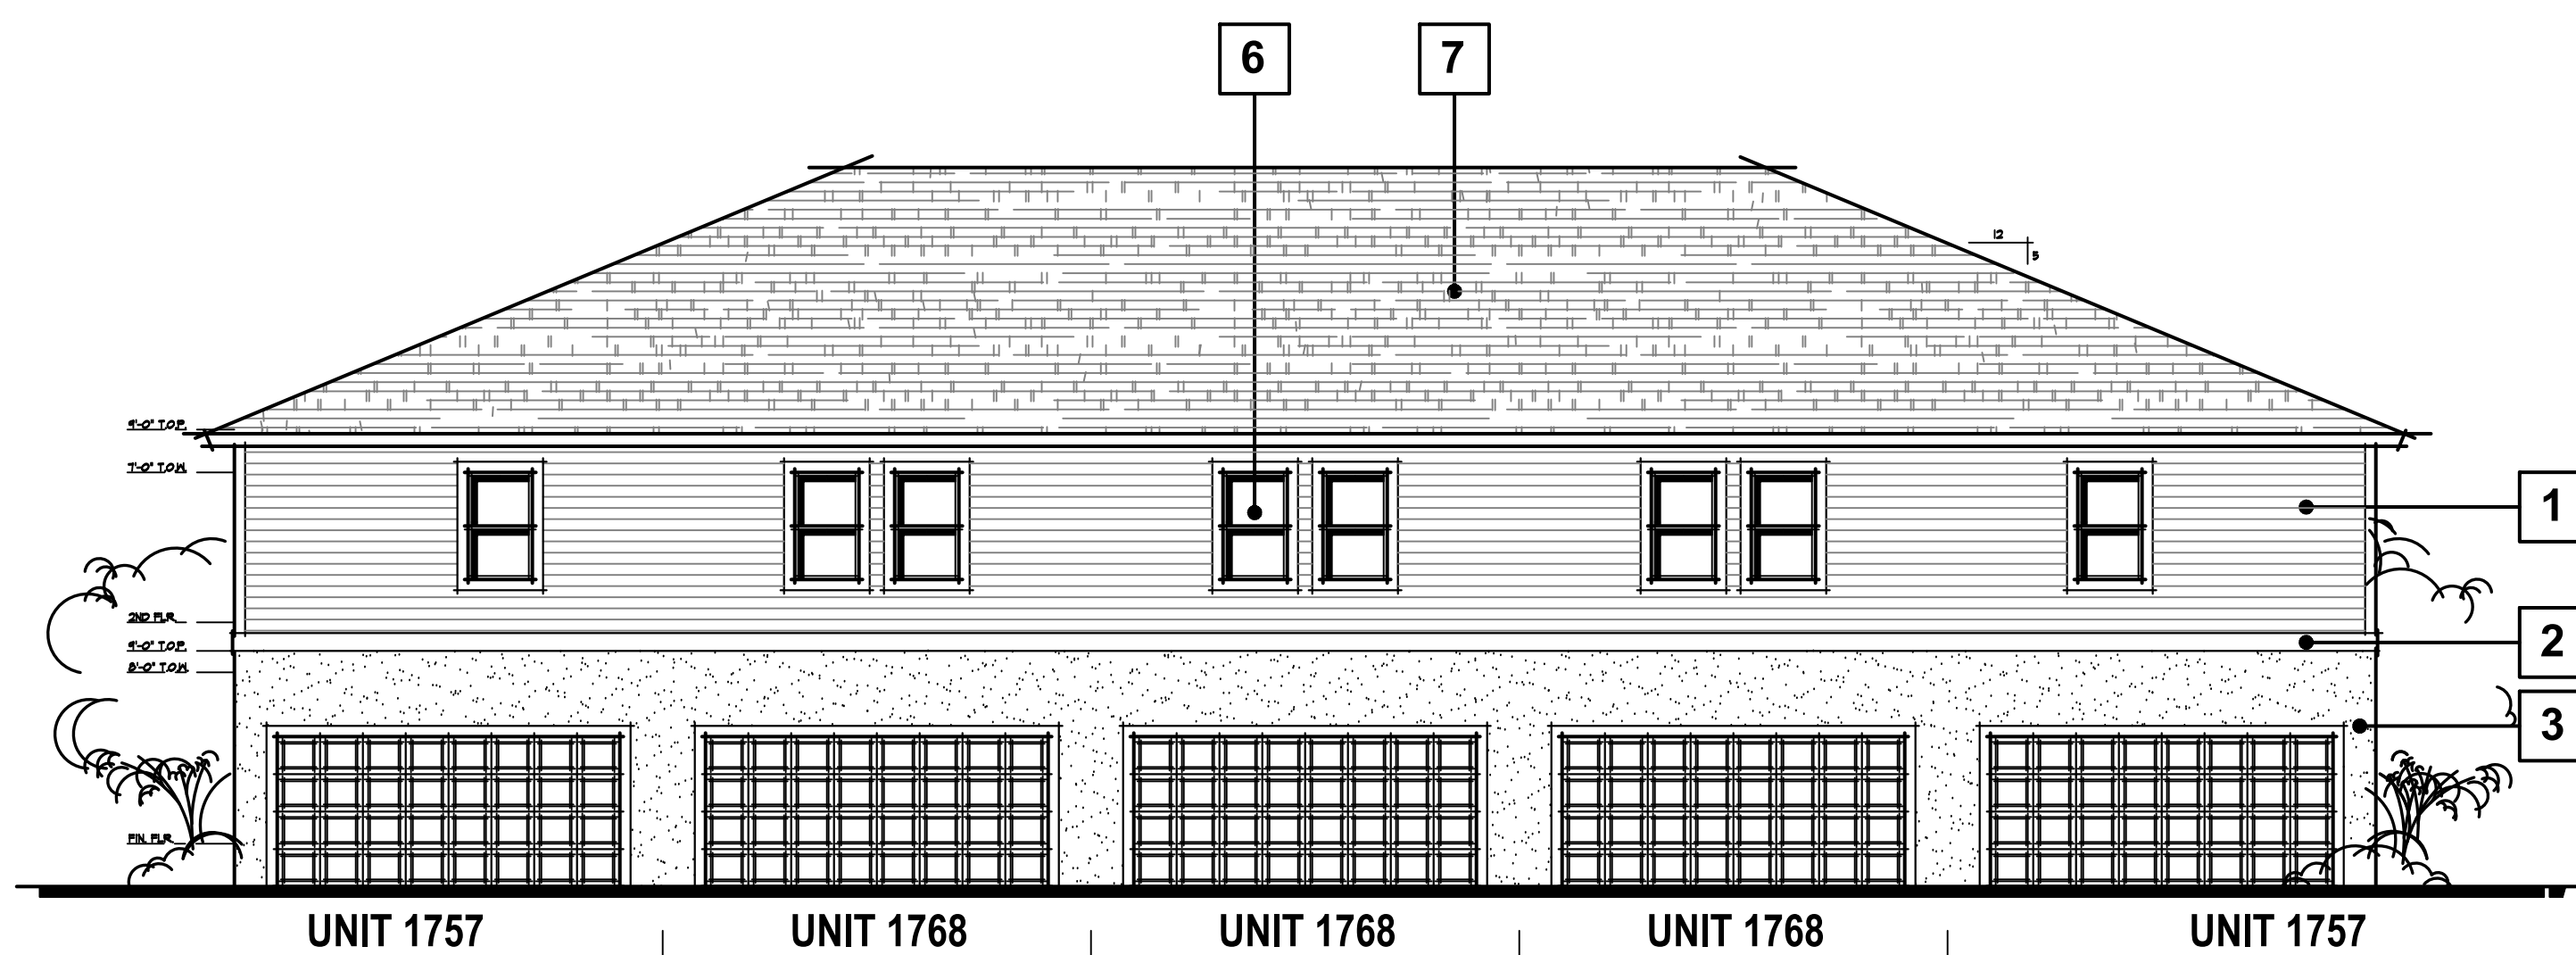 6
7
12
5
9'-0" T.O.P.
7'-0" T.O.W.
1
2ND FLR.
2
9'-0" T.O.P.
8'-0" T.O.W.
3
FIN. FLR.
UNIT 1757
UNIT 1768
UNIT 1768
UNIT 1768
UNIT 1757